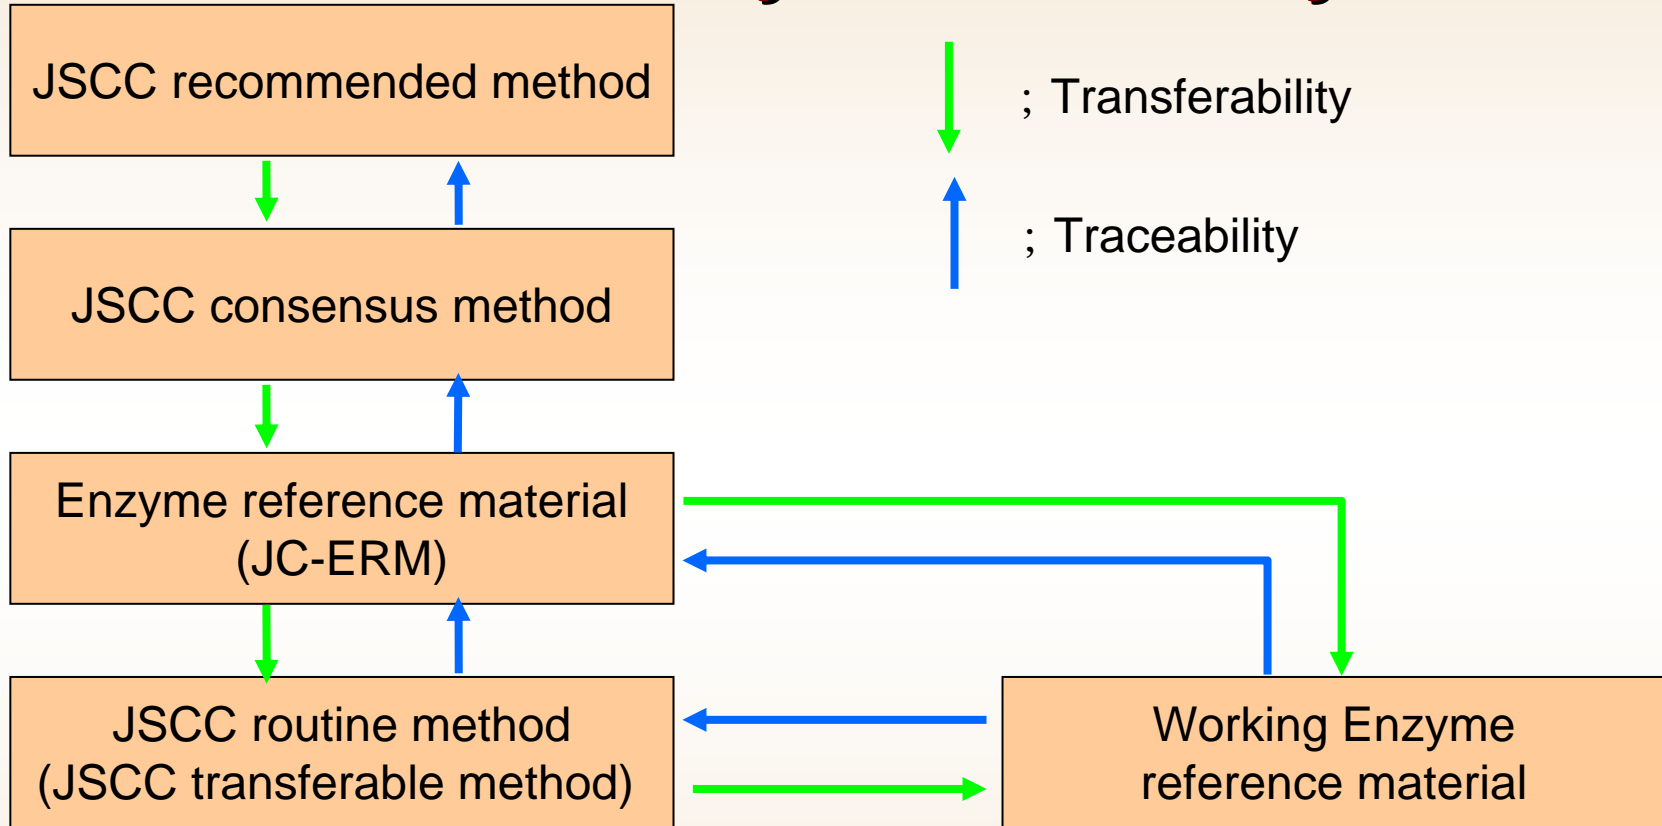 JSCC recommended method
; Transferability
; Traceability
JSCC consensus method
Enzyme reference material
(JC-ERM)
JSCC routine method
(JSCC transferable method)
Working Enzyme
reference material